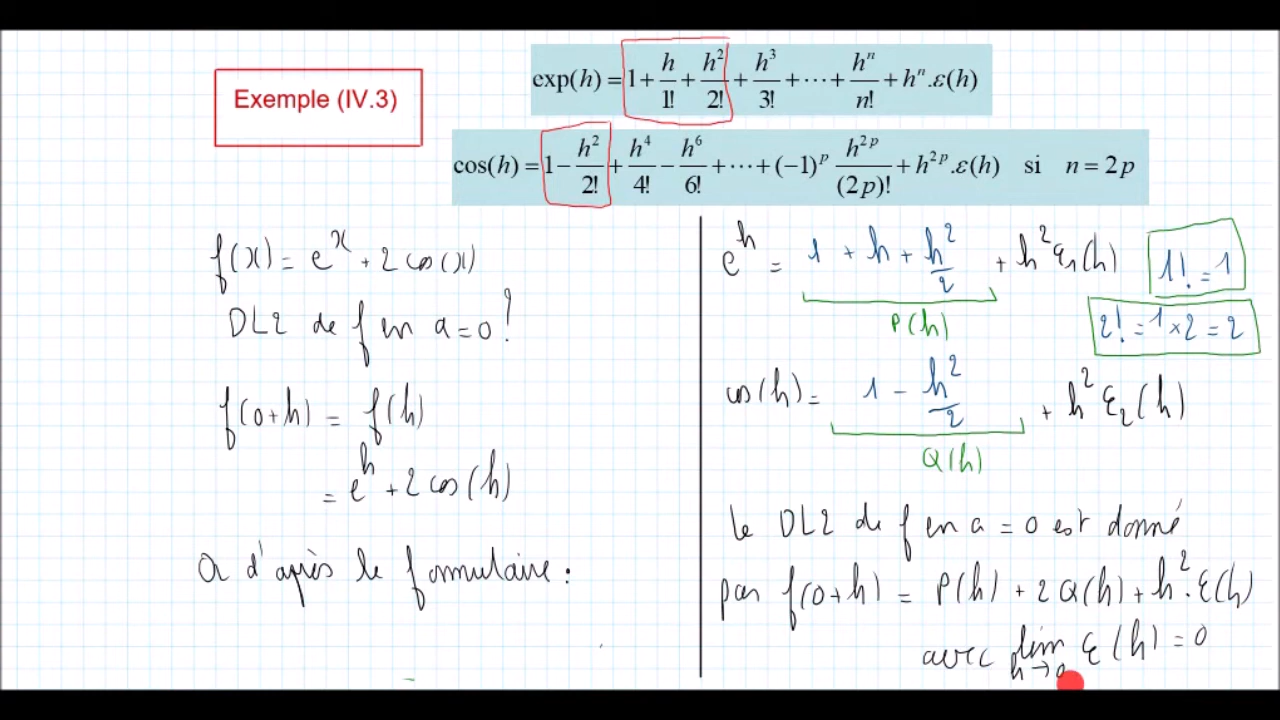 exp(h) = 1 + h/1! + h²/2! + h³/3! + ⋯ + hⁿ/n! + hⁿ.ε(h)
Exemple (IV.3)
cos(h) = 1 − h²/2! + h⁴/4! − h⁶/6! + ⋯ + (−1)ᵖ h²ᵖ/(2p)! + h²ᵖ.ε(h) si n = 2p
f(x) = eˣ + 2 cos(x)
DL2 de f en a = 0 ?
f(0+h) = f(h)
= eʰ + 2 cos(h)
Or d'après le formulaire :
eʰ = 1 + h + h²/2 + h² ε₁(h)
P(h)
1! = 1
2! = 1 × 2 = 2
cos(h) = 1 − h²/2 + h² ε₂(h)
Q(h)
le DL2 de f en a = 0 est donné
par f(0+h) = P(h) + 2Q(h) + h².ε(h)
avec lim h→0 ε(h) = 0